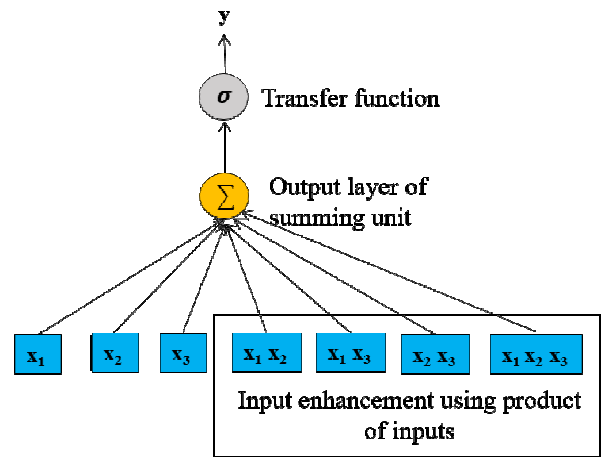 y
σ Transfer function
∑ Output layer of
summing unit
x₁ x₂ x₃ x₁ x₂ x₁ x₃ x₂ x₃ x₁ x₂ x₃
Input enhancement using product
of inputs